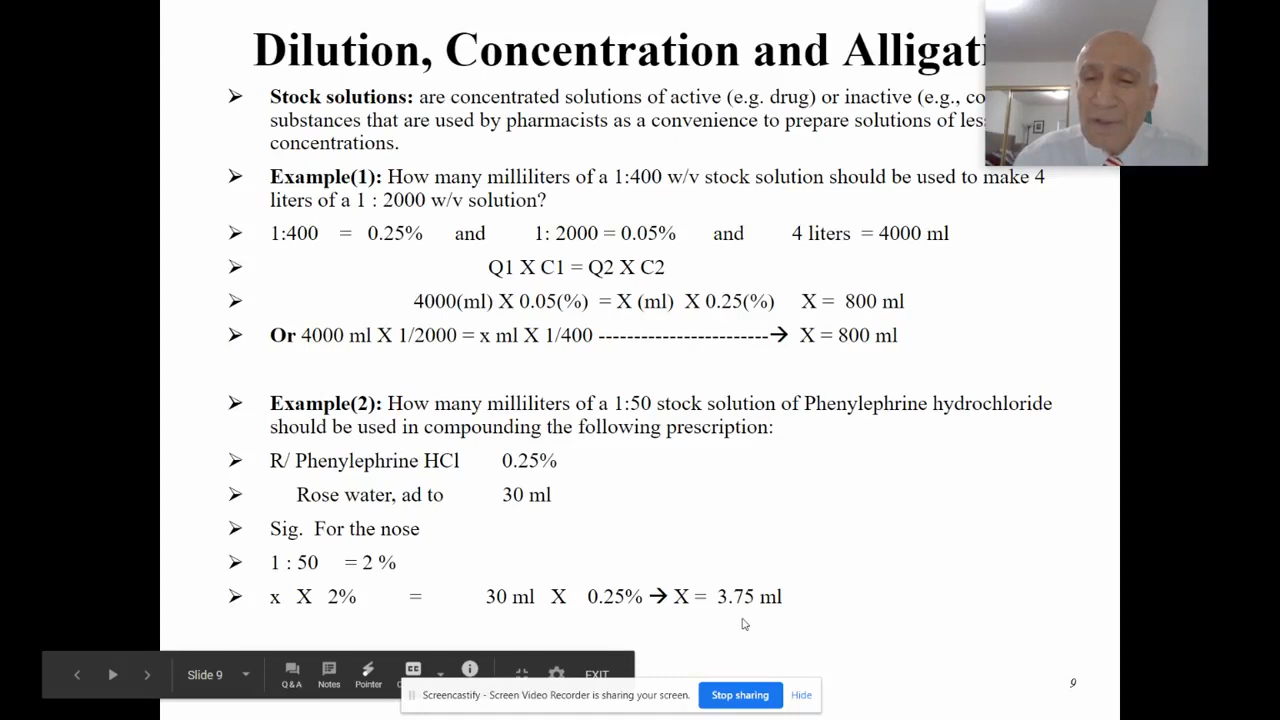 Dilution, Concentration and
Stock solutions: are concentrated solutions of active (e.g. drug) or inactive (e.g.,
substances that are used by pharmacists as a convenience to prepare solutions of
concentrations.
Example(1): How many milliliters of a 1:400 w/v stock solution should be used to make 4
liters of a 1 : 2000 w/v solution?
1:400 = 0.25% and 1: 2000 = 0.05% and 4 liters = 4000 ml
Q1 X C1 = Q2 X C2
4000(ml) X 0.05(%) = X (ml) X 0.25(%) X = 800 ml
Or 4000 ml X 1/2000 = x ml X 1/400 -----------------------→ X = 800 ml
Example(2): How many milliliters of a 1:50 stock solution of Phenylephrine hydrochloride
should be used in compounding the following prescription:
R/ Phenylephrine HCl 0.25%
Rose water, ad to 30 ml
Sig. For the nose
1 : 50 = 2 %
x X 2% = 30 ml X 0.25% → X = 3.75 ml
Slide 9
Q & A Notes Pointer
CC
EXIT
Screencastify - Screen Video Recorder is sharing your screen. Stop sharing Hide
9